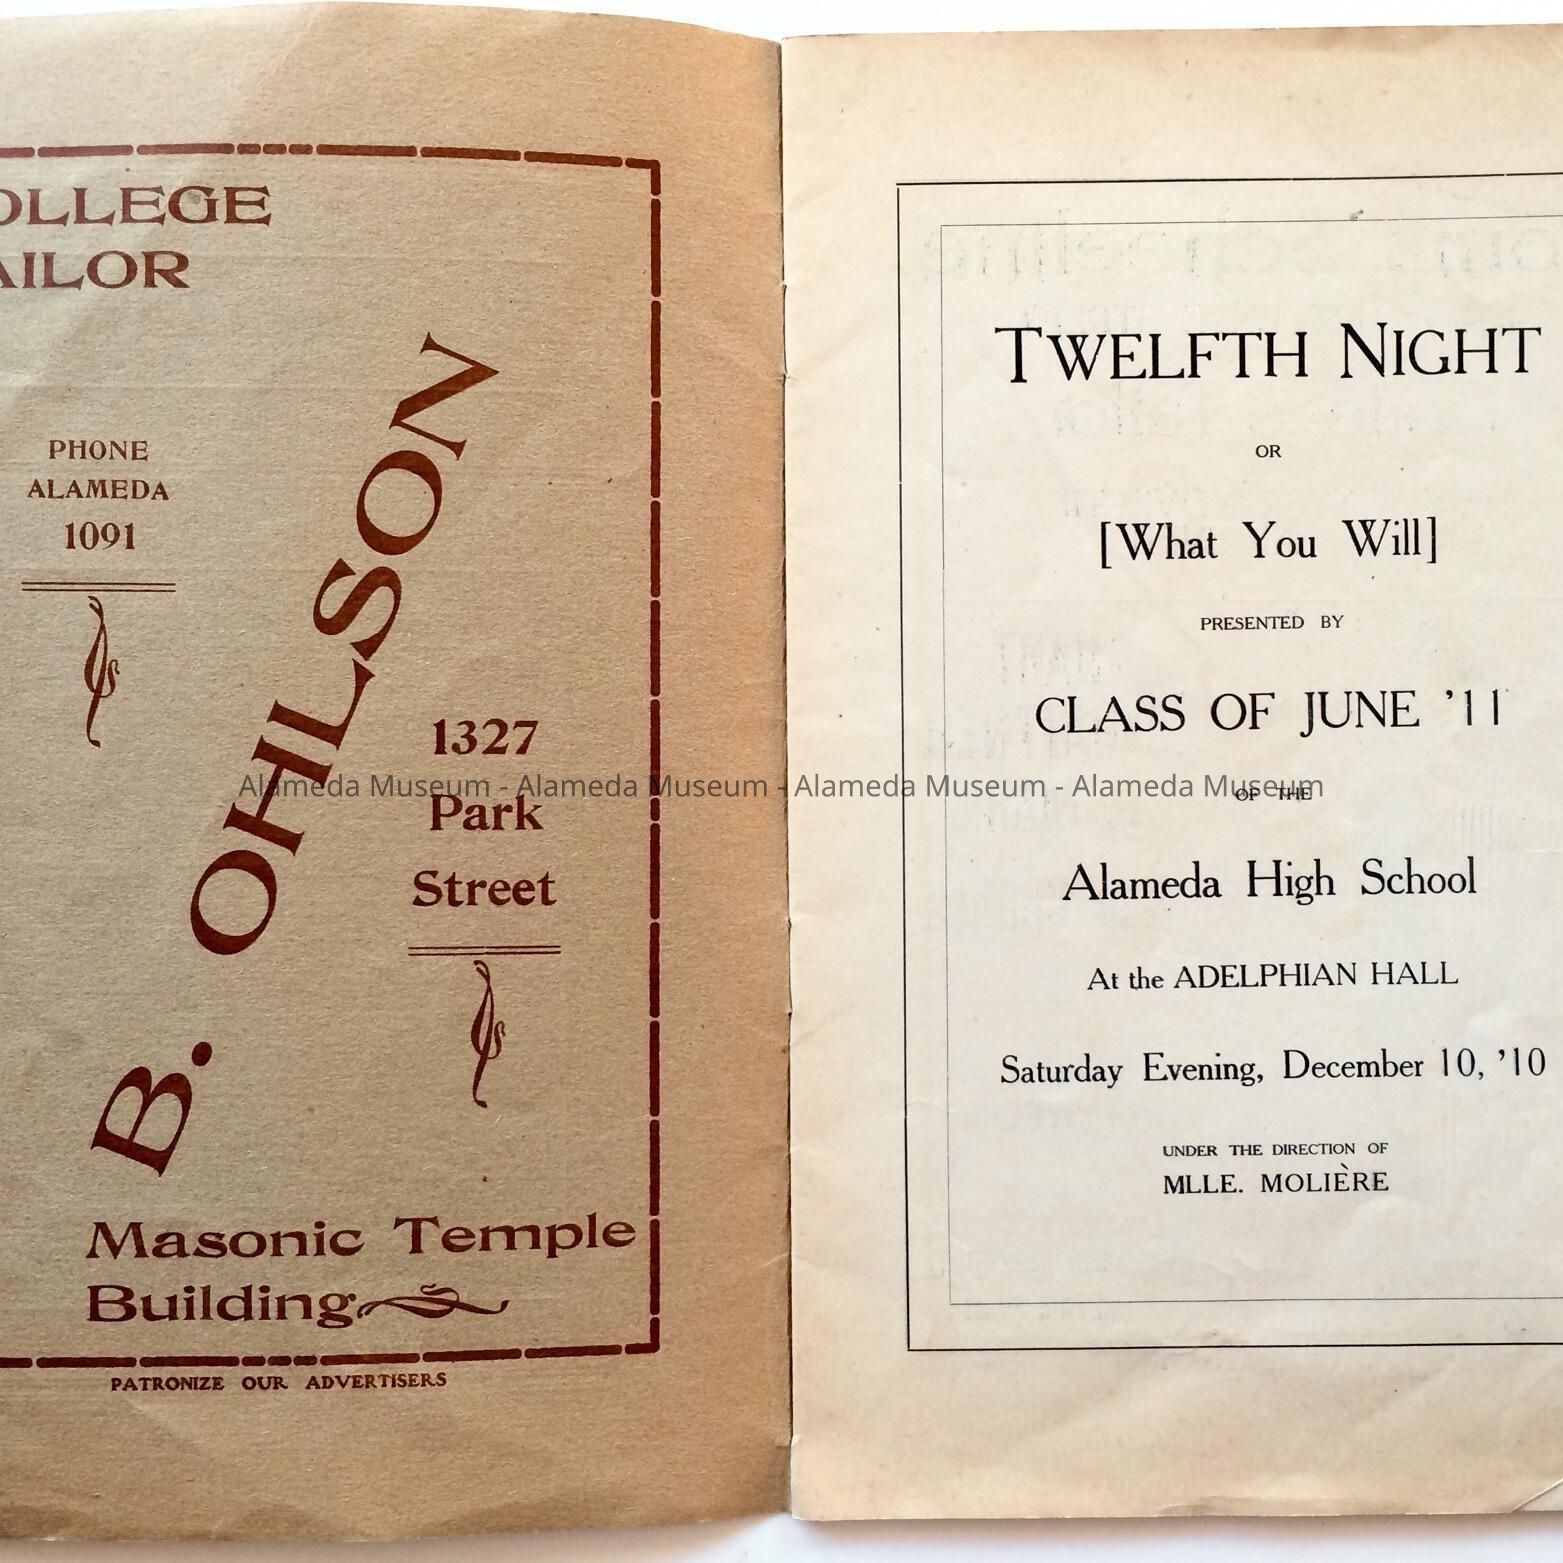 OLLEGE
AILOR
PHONE
ALAMEDA
1091
B. OHLSON
1327
Park
Street
Masonic Temple
Building
PATRONIZE OUR ADVERTISERS
TWELFTH NIGHT
OR
[What You Will]
PRESENTED BY
CLASS OF JUNE '11
OF THE
Alameda High School
At the ADELPHIAN HALL
Saturday Evening, December 10, '10
UNDER THE DIRECTION OF
MLLE. MOLIÈRE
Alameda Museum - Alameda Museum - Alameda Museum - Alameda Museum